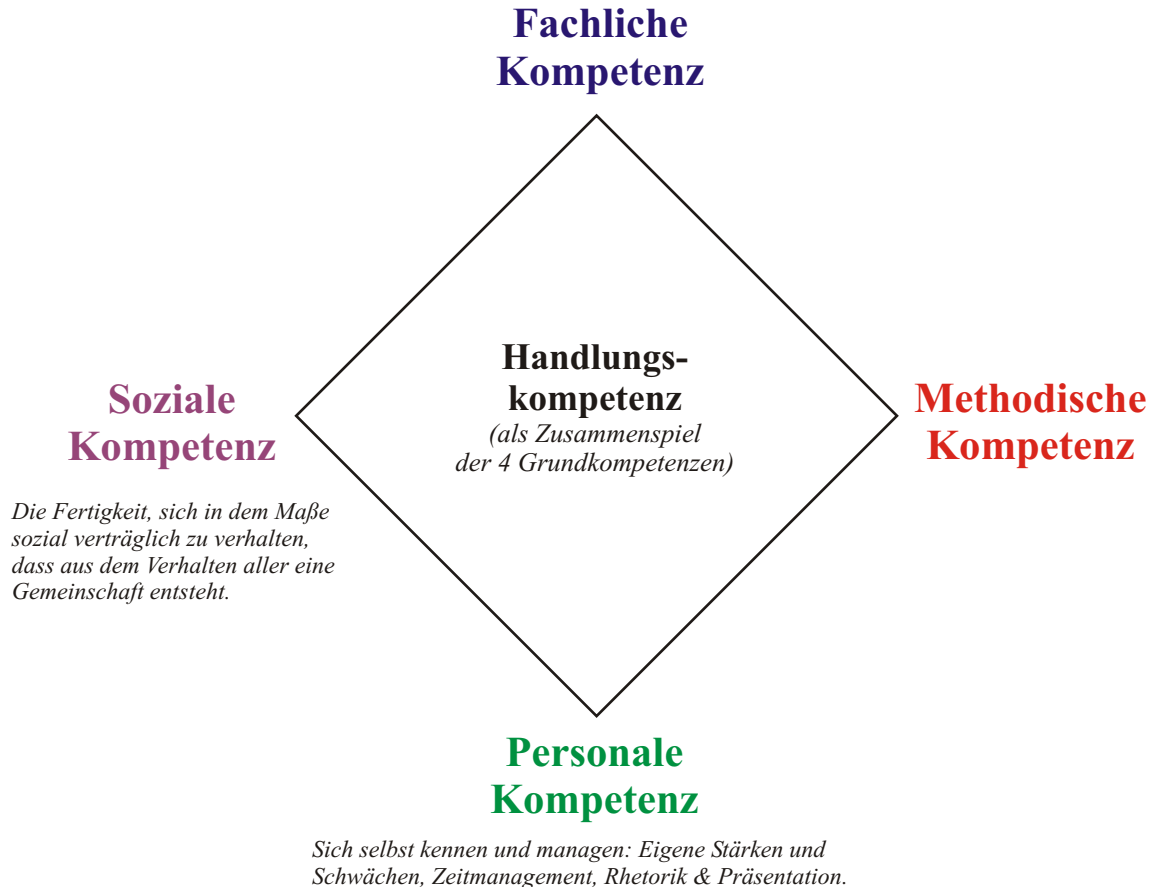 Fachliche
Kompetenz
Handlungs-
kompetenz
(als Zusammenspiel
der 4 Grundkompetenzen)
Soziale
Kompetenz
Methodische
Kompetenz
Die Fertigkeit, sich in dem Maße
sozial verträglich zu verhalten,
dass aus dem Verhalten aller eine
Gemeinschaft entsteht.
Personale
Kompetenz
Sich selbst kennen und managen: Eigene Stärken und
Schwächen, Zeitmanagement, Rhetorik & Präsentation.